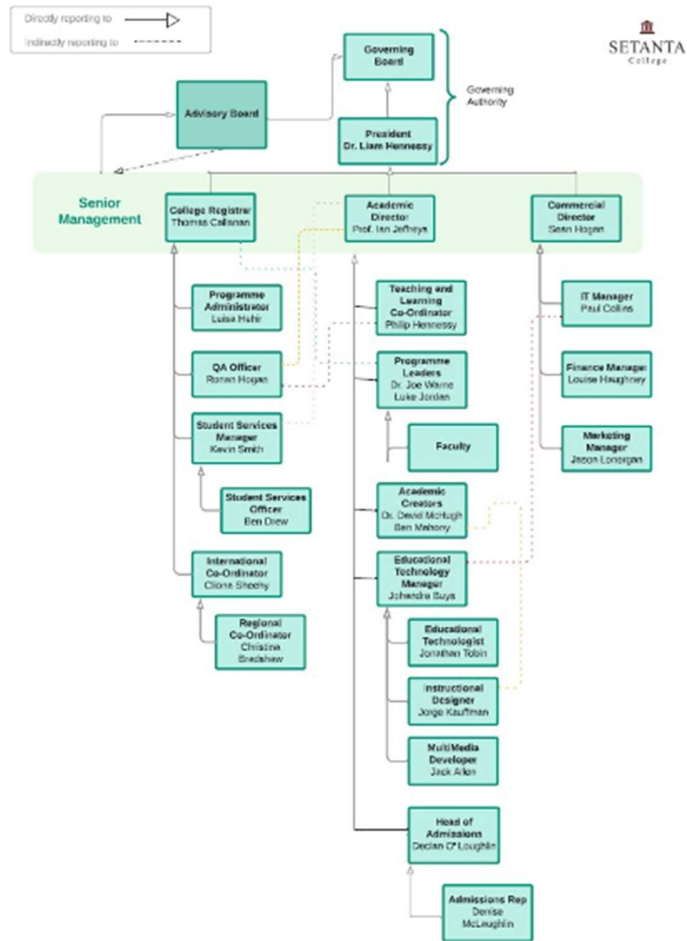 Directly reporting to
Indirectly reporting to
SETANTA
College
Governing
Board
Governing
Authority
Advisory Board
President
Dr. Liam Hennessy
Senior
Management
College Registrar
Thomas Callanan
Academic
Director
Prof. Ian Jeffreys
Commercial
Director
Sean Hogan
Programme
Administrator
Luisa Hehir
QA Officer
Ronan Hogan
Student Services
Manager
Kevin Smith
Student Services
Officer
Ben Drew
International
Co-Ordinator
Cliona Sheehy
Regional
Co-Ordinator
Christina
Bradshaw
Teaching and
Learning
Co-Ordinator
Philip Hennessy
Programme
Leaders
Dr. Joe Warne
Luke Jordan
Faculty
Academic
Creators
Dr. David McHugh
Ben Mahony
Educational
Technology
Manager
Johandre Buys
Educational
Technologist
Jonathan Tobin
Instructional
Designer
Jorge Kauffman
MultiMedia
Developer
Jack Allen
Head of
Admissions
Declan O' Loughlin
Admissions Rep
Denise
McLaughlin
IT Manager
Paul Collins
Finance Manager
Louise Haughney
Marketing
Manager
Jason Lonergan